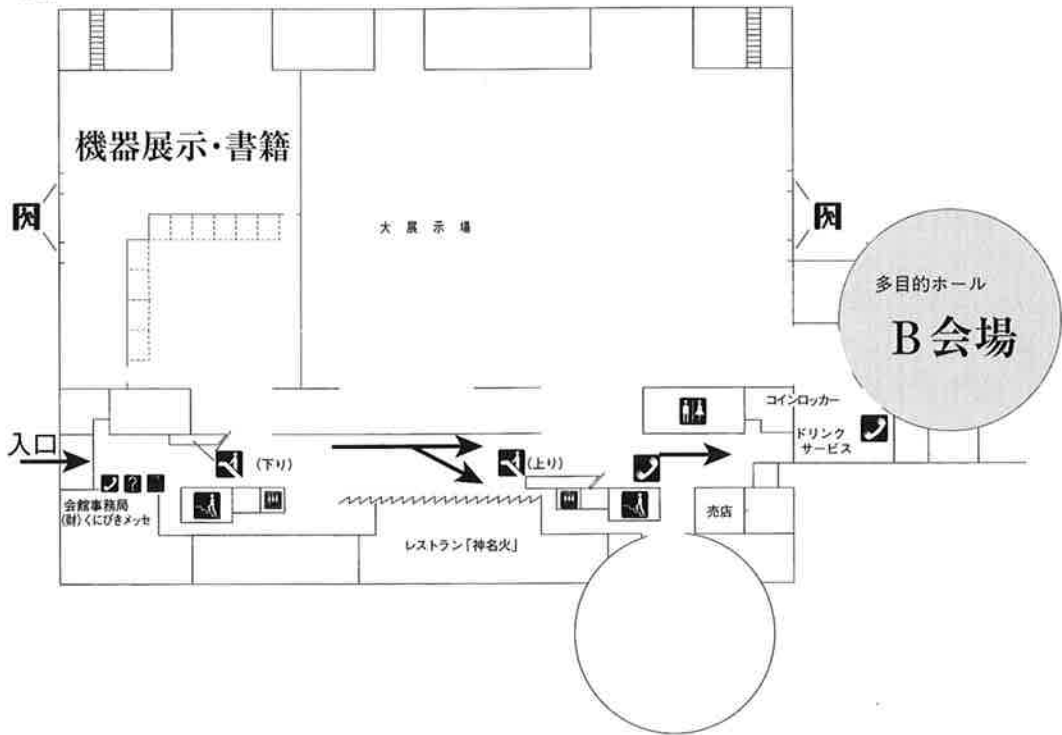 機器展示・書籍
大展示場
多目的ホール
B会場
コインロッカー
ドリンク
サービス
入口
(下り)
(上り)
?
会館事務局
(財)くにびきメッセ
売店
レストラン「神名火」